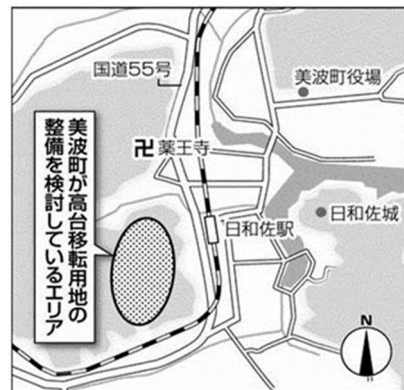 国道55号
美波町役場
卍薬王寺
美波町が高台移転用地の
整備を検討しているエリア
日和佐城
日和佐駅
N